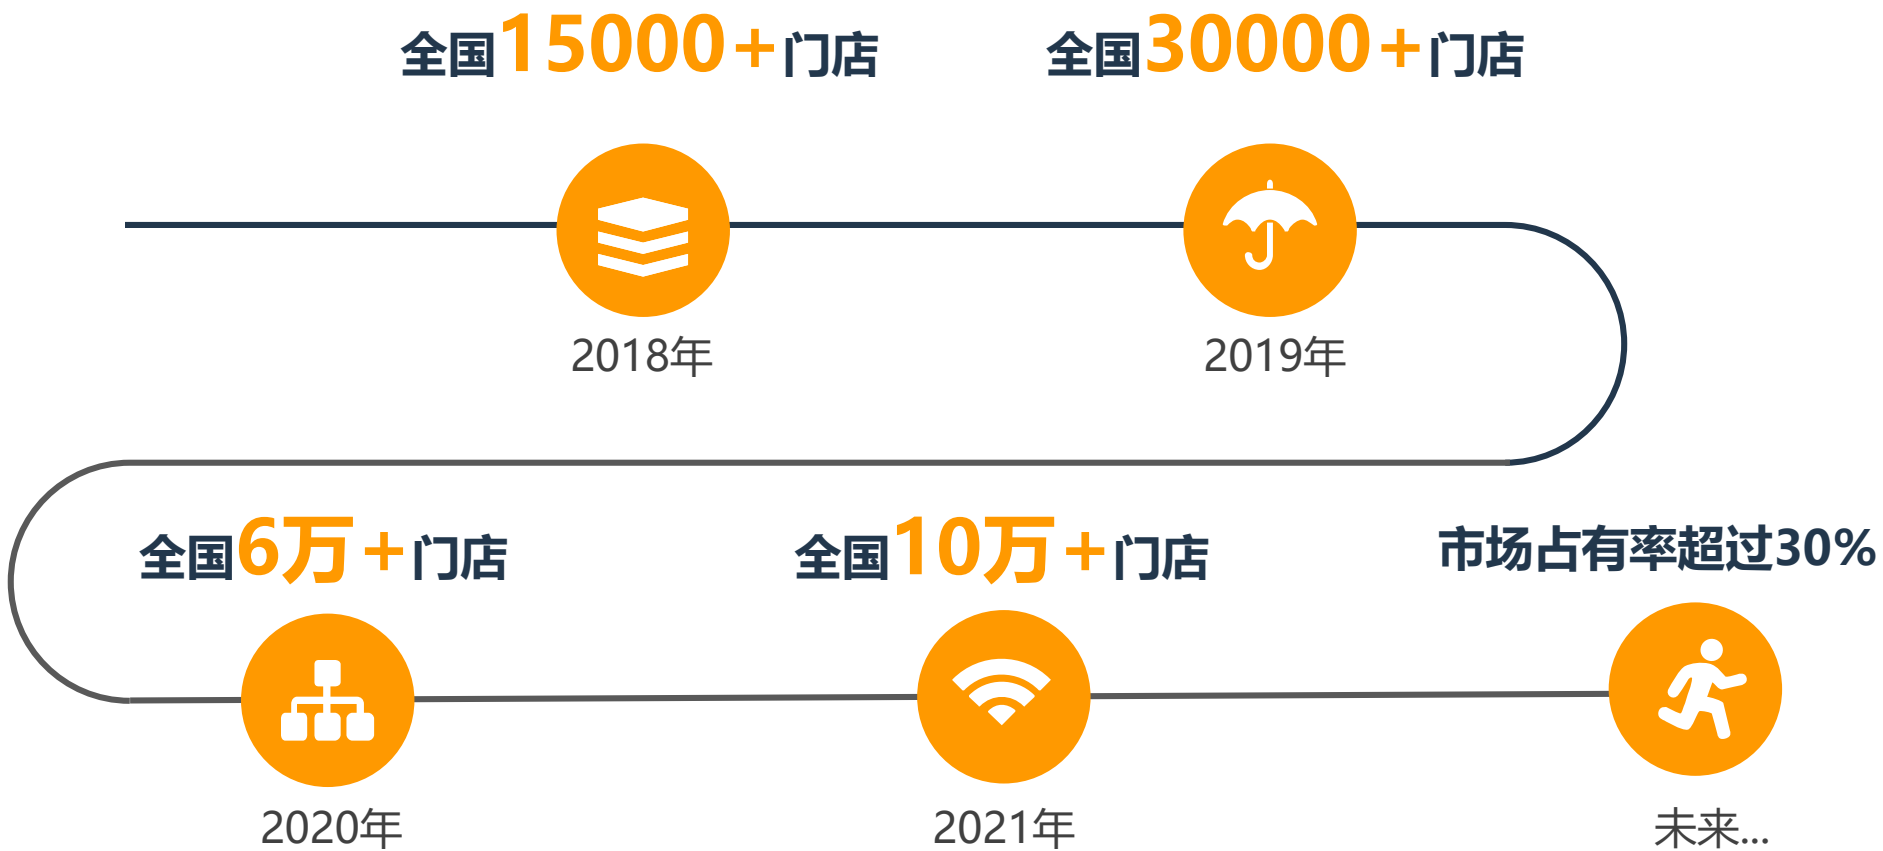 全国15000+门店
全国30000+门店
2018年
2019年
全国6万+门店
全国10万+门店
市场占有率超过30%
2020年
2021年
未来...